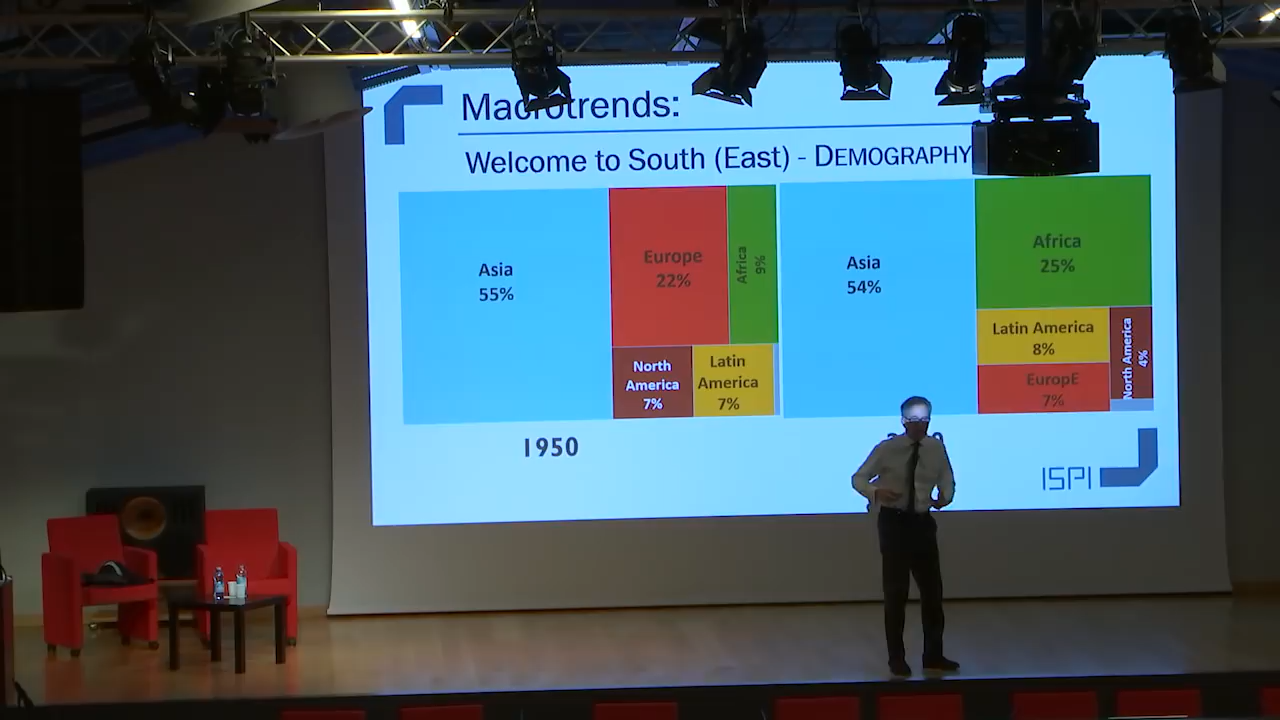 Macrotrends:
Welcome to South (East) - DEMOGRAPHY
Asia
55%
Europe
22%
Africa
9%
North
America
7%
Latin
America
7%
1950
Asia
54%
Africa
25%
Latin America
8%
EuropE
7%
North America
4%
ISPI